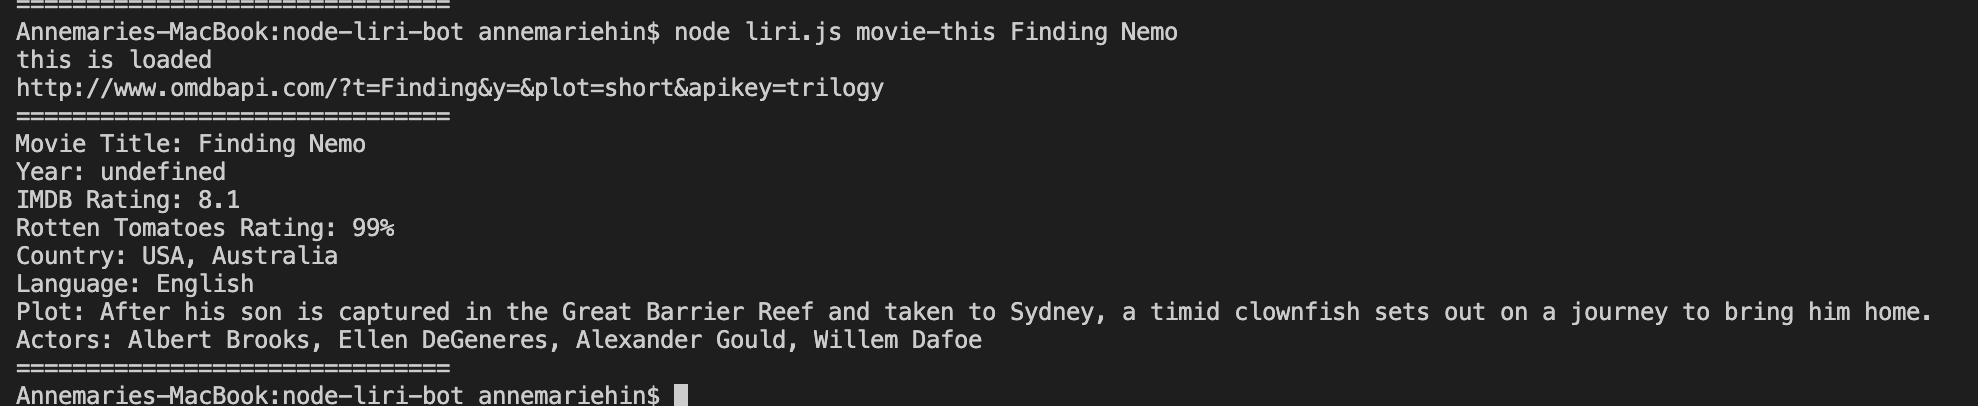 ===============================
Annemaries-MacBook:node-liri-bot annemariehin$ node liri.js movie-this Finding Nemo
this is loaded
http://www.omdbapi.com/?t=Finding&y=&plot=short&apikey=trilogy
===============================
Movie Title: Finding Nemo
Year: undefined
IMDB Rating: 8.1
Rotten Tomatoes Rating: 99%
Country: USA, Australia
Language: English
Plot: After his son is captured in the Great Barrier Reef and taken to Sydney, a timid clownfish sets out on a journey to bring him home.
Actors: Albert Brooks, Ellen DeGeneres, Alexander Gould, Willem Dafoe
===============================
Annemaries-MacBook:node-liri-bot annemariehin$